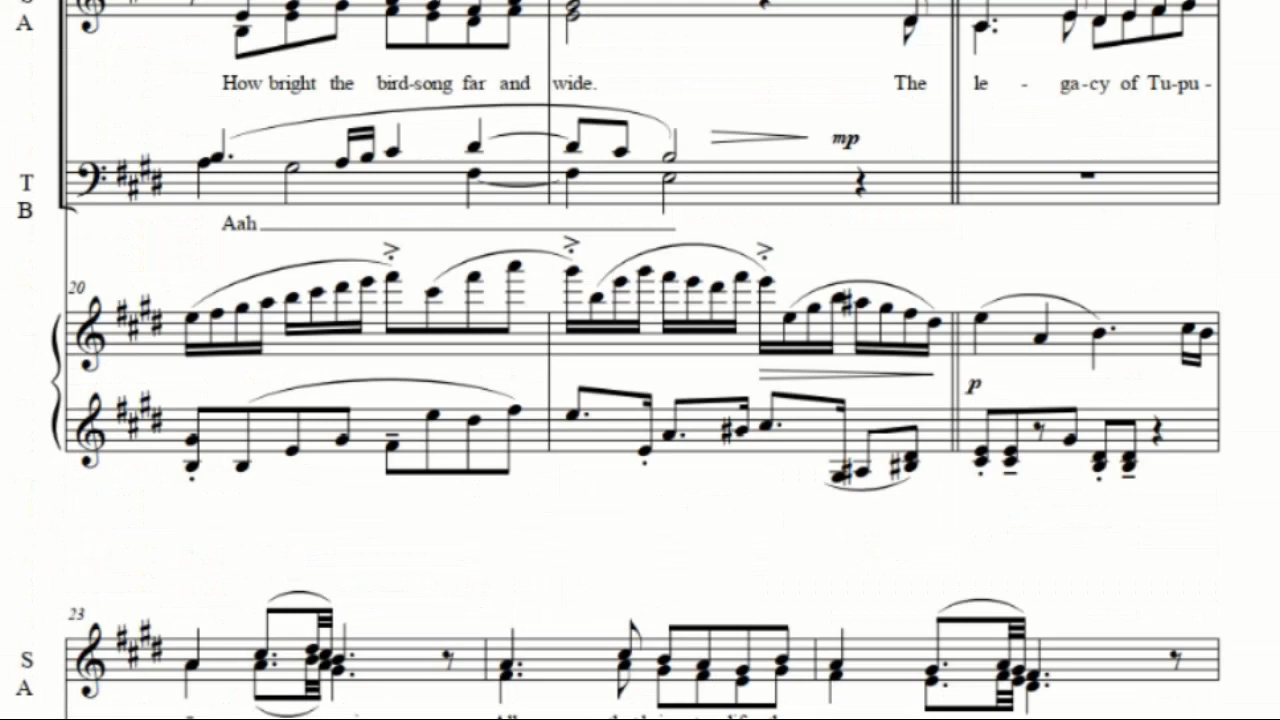 A
How bright the bird-song far and wide. The le - ga-cy of Tu-pu -
mp
T
B
Aah
20
p
23
S
A